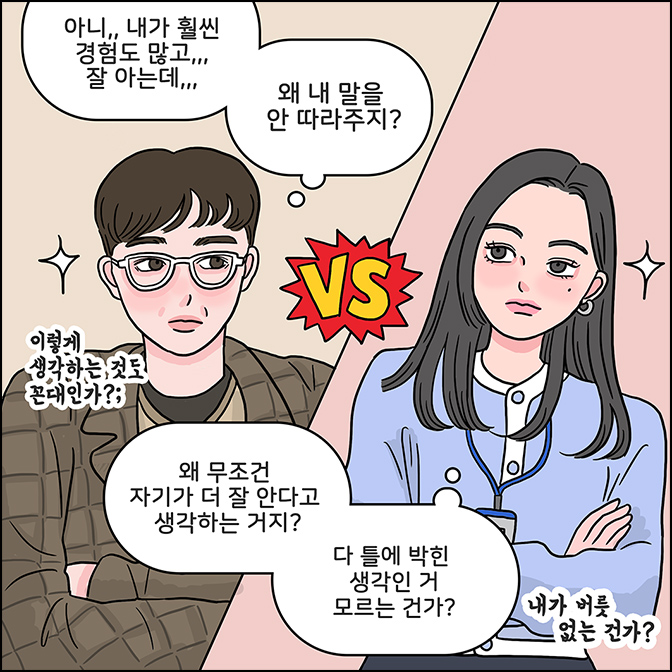 아니,, 내가 훨씬
경험도 많고,,,
잘 아는데,,,
왜 내 말을
안 따라주지?
VS
이렇게
생각하는 것도
꼰대인가?;
왜 무조건
자기가 더 잘 안다고
생각하는 거지?
다 틀에 박힌
생각인 거
모르는 건가?
내가 버릇
없는 건가?